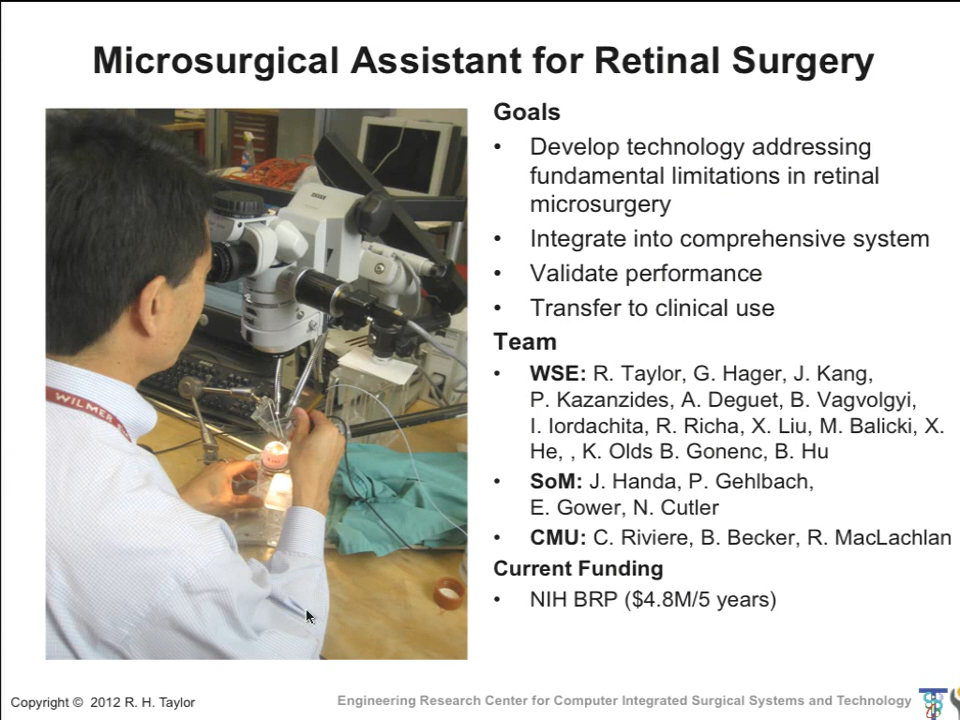 Microsurgical Assistant for Retinal Surgery
Goals
• Develop technology addressing
fundamental limitations in retinal
microsurgery
• Integrate into comprehensive system
• Validate performance
• Transfer to clinical use
Team
• WSE: R. Taylor, G. Hager, J. Kang,
P. Kazanzides, A. Deguet, B. Vagvolgyi,
I. Iordachita, R. Richa, X. Liu, M. Balicki, X.
He, , K. Olds B. Gonenc, B. Hu
• SoM: J. Handa, P. Gehlbach,
E. Gower, N. Cutler
• CMU: C. Riviere, B. Becker, R. MacLachlan
Current Funding
• NIH BRP ($4.8M/5 years)
WILMER
Copyright © 2012 R. H. Taylor
Engineering Research Center for Computer Integrated Surgical Systems and Technology